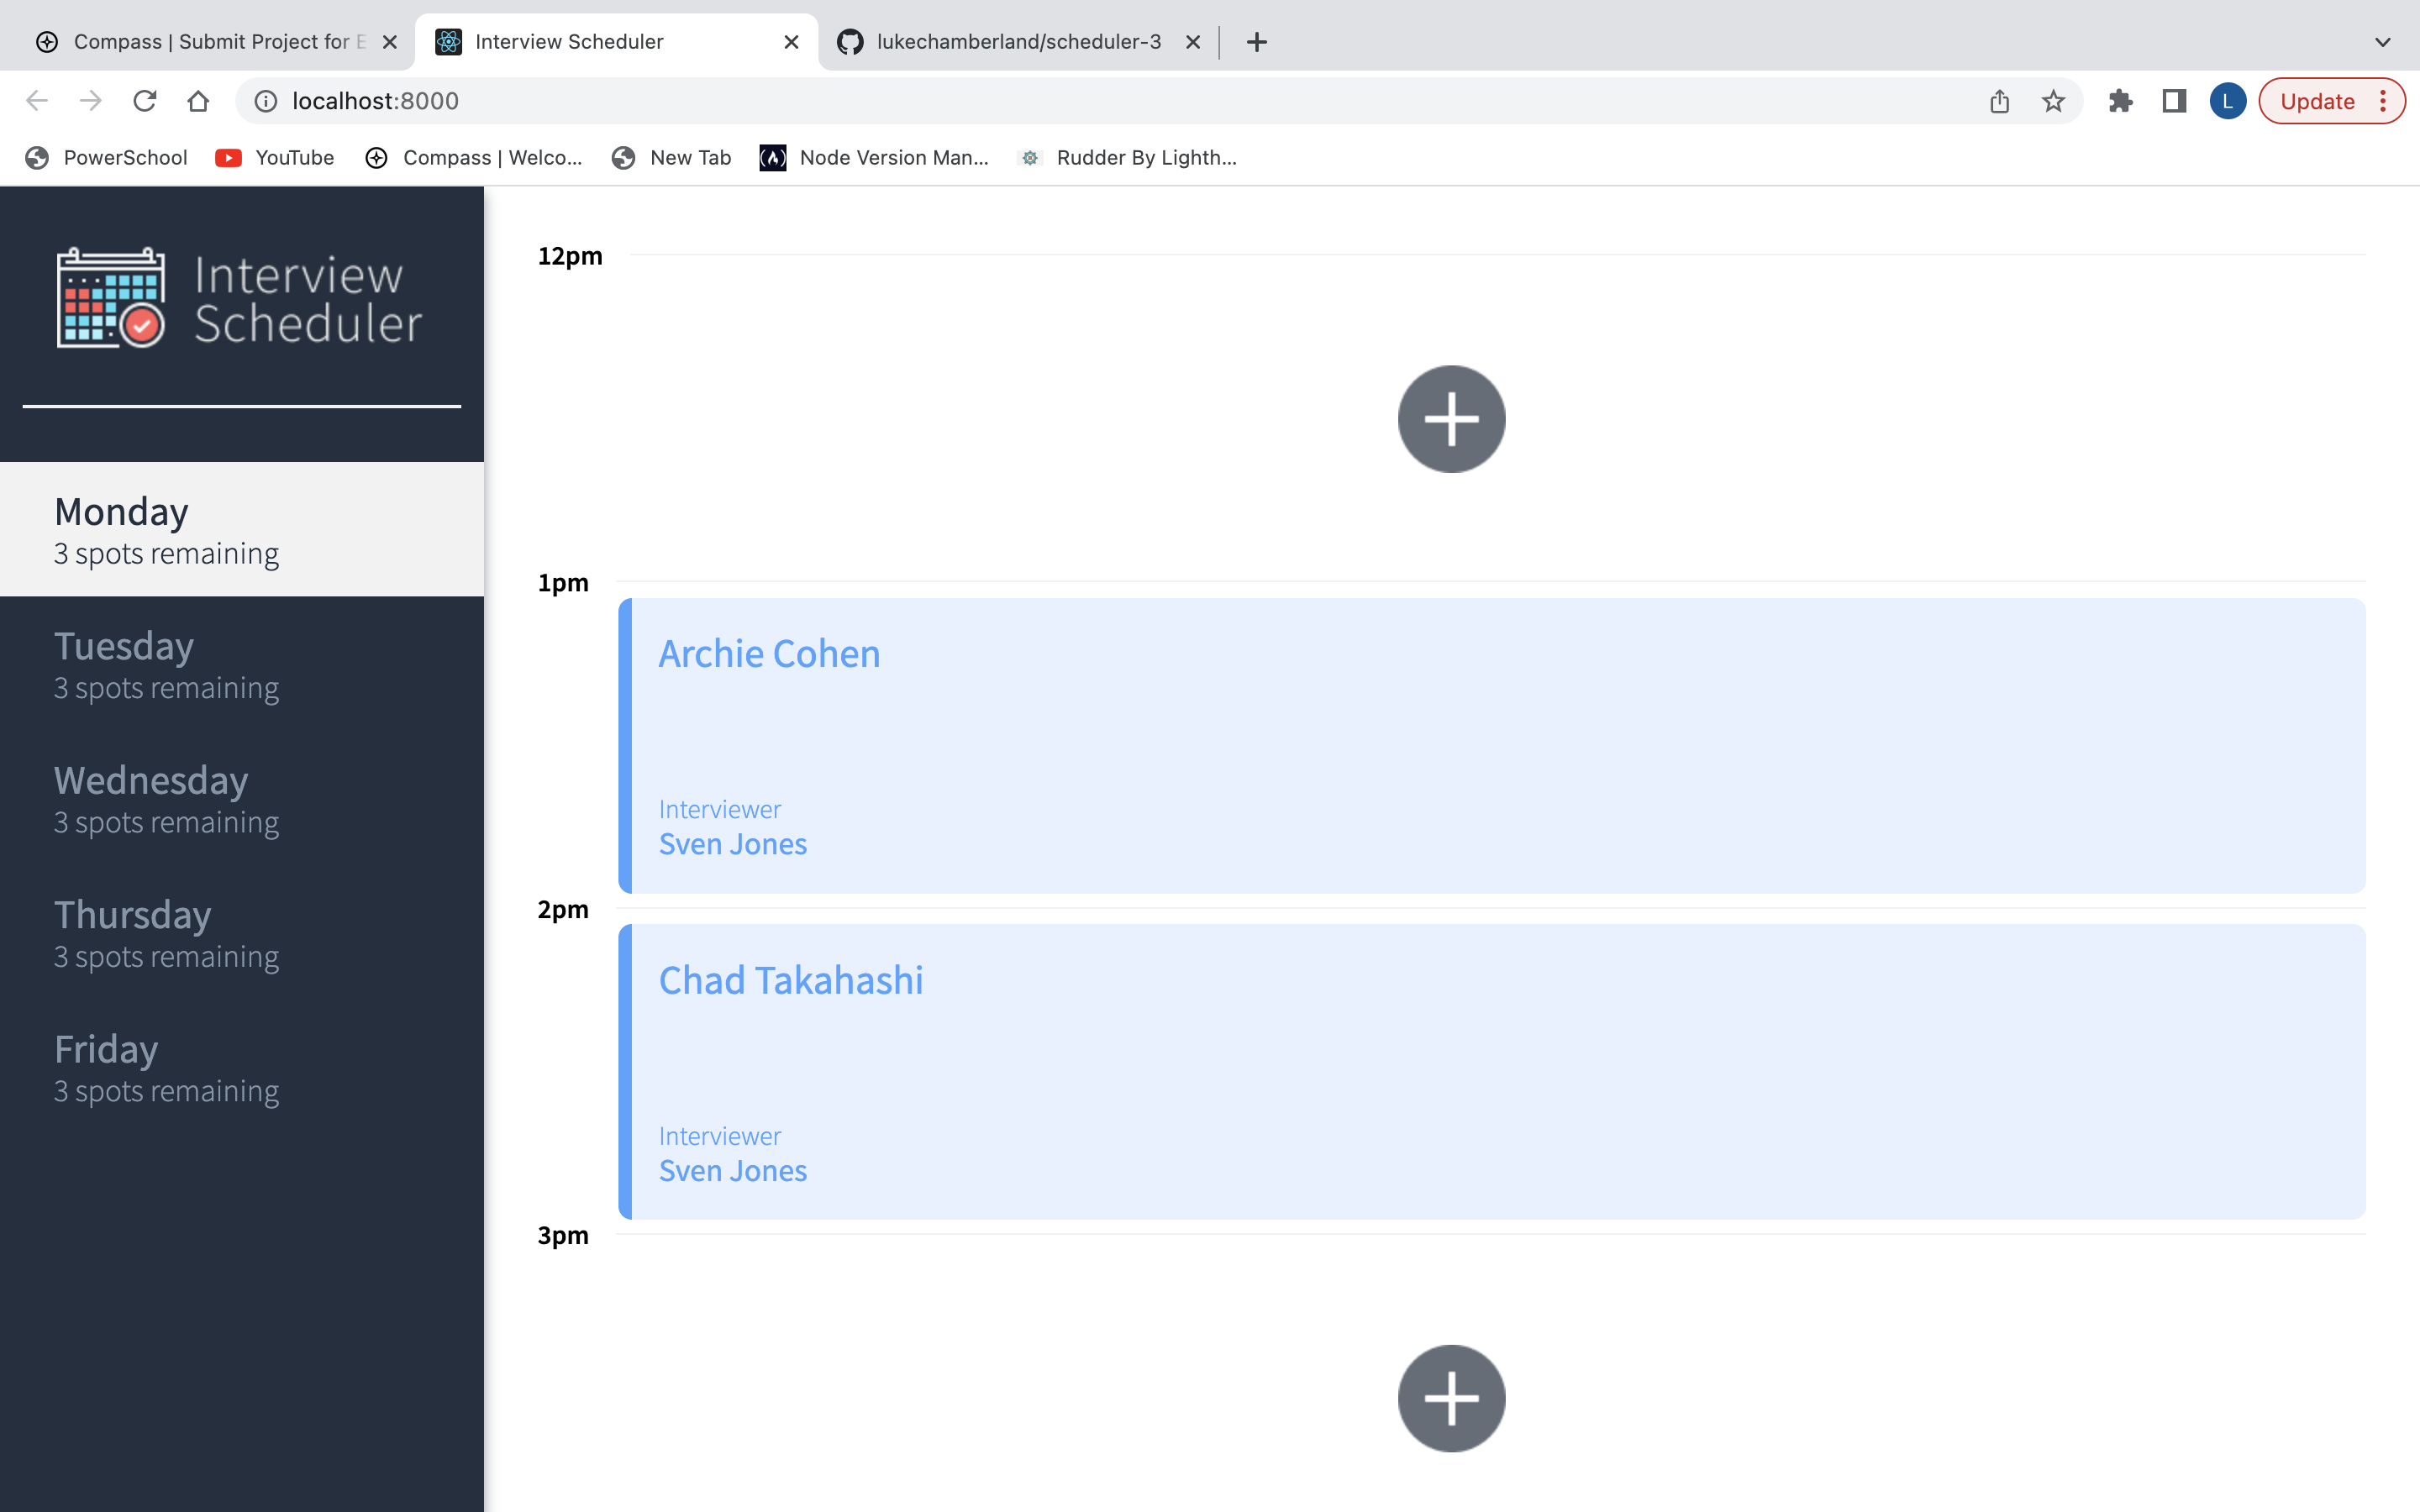 Compass | Submit Project for E
Interview Scheduler
lukechamberland/scheduler-3
localhost:8000
L
Update
PowerSchool
YouTube
Compass | Welco...
New Tab
Node Version Man...
Rudder By Lighth...
Interview
Scheduler
Monday
3 spots remaining
Tuesday
3 spots remaining
Wednesday
3 spots remaining
Thursday
3 spots remaining
Friday
3 spots remaining
12pm
1pm
Archie Cohen
Interviewer
Sven Jones
2pm
Chad Takahashi
Interviewer
Sven Jones
3pm